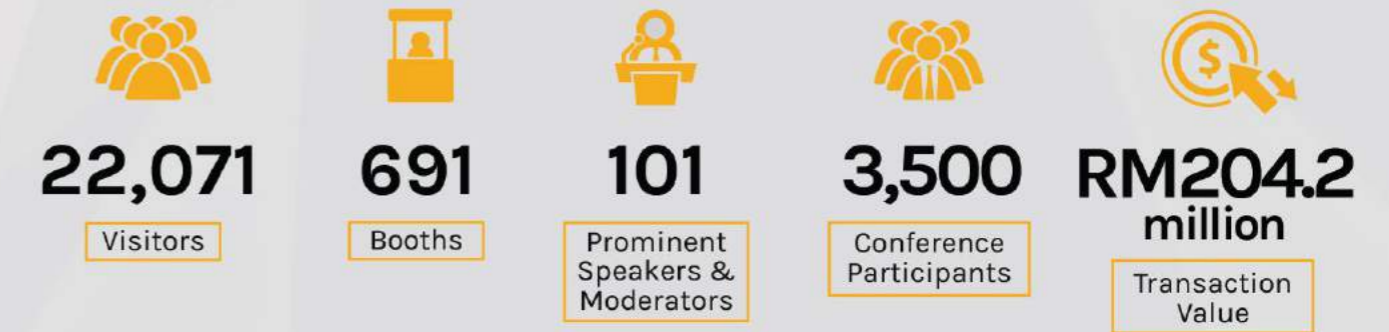 22,071
Visitors
691
Booths
101
Prominent
Speakers &
Moderators
3,500
Conference
Participants
$
RM204.2
million
Transaction
Value